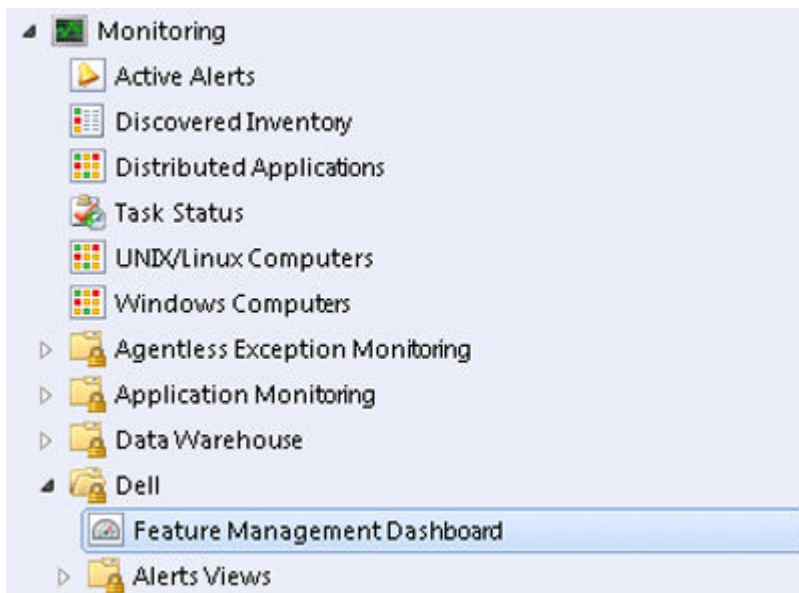 Monitoring
Active Alerts
Discovered Inventory
Distributed Applications
Task Status
UNIX/Linux Computers
Windows Computers
Agentless Exception Monitoring
Application Monitoring
Data Warehouse
Dell
Feature Management Dashboard
Alerts Views